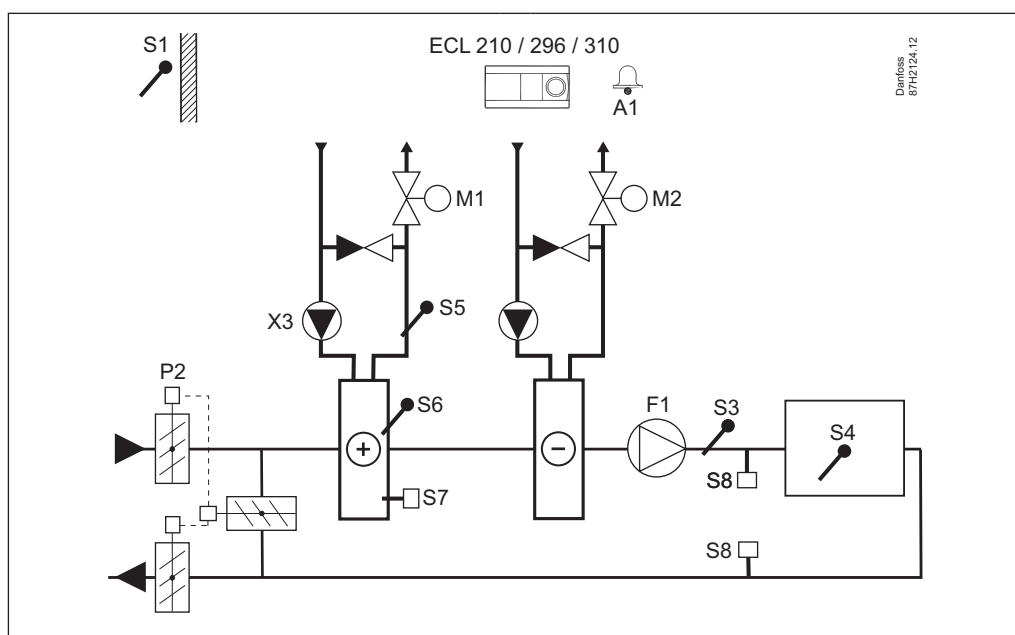 S1
ECL 210 / 296 / 310
A1
Danfoss
87H2124.12
M1
M2
S5
X3
P2
S6
F1
S3
S4
S8
S7
S8